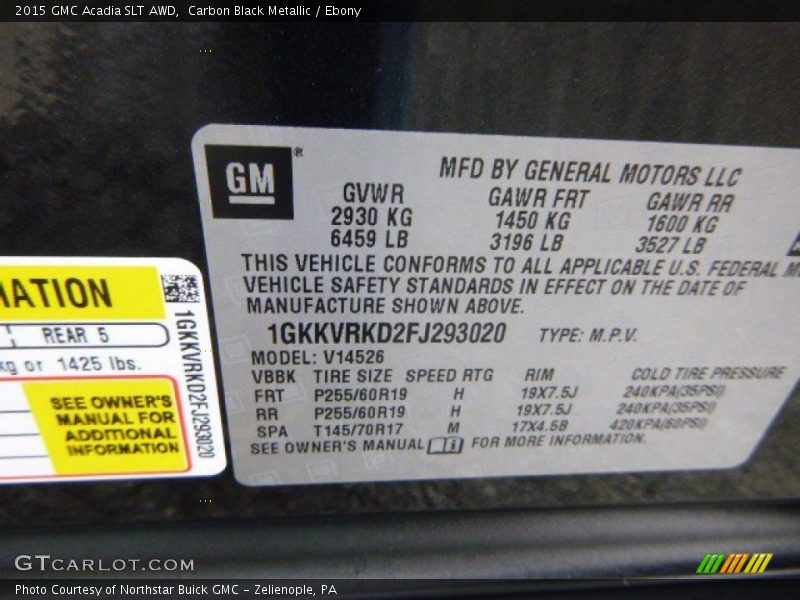 2015 GMC Acadia SLT AWD,  Carbon Black Metallic / Ebony
GM ®
MFD BY GENERAL MOTORS LLC
GVWR GAWR FRT GAWR RR
2930 KG 1450 KG 1600 KG
6459 LB 3196 LB 3527 LB
THIS VEHICLE CONFORMS TO ALL APPLICABLE U.S. FEDERAL
VEHICLE SAFETY STANDARDS IN EFFECT ON THE DATE OF
MANUFACTURE SHOWN ABOVE.
1GKKVRKD2FJ293020 TYPE: M.P.V.
MODEL: V14526
VBBK TIRE SIZE SPEED RTG RIM COLD TIRE PRESSURE
FRT P255/60R19 H 19X7.5J 240KPA(35PSI)
RR P255/60R19 H 19X7.5J 240KPA(35PSI)
SPA T145/70R17 M 17X4.5B 420KPA(60PSI)
SEE OWNER'S MANUAL FOR MORE INFORMATION.
MATION
REAR 5
kg or 1425 lbs.
SEE OWNER'S
MANUAL FOR
ADDITIONAL
INFORMATION
1GKKVRKD2FJ293020
GTCARLOT.COM
Photo Courtesy of Northstar Buick GMC - Zelienople, PA